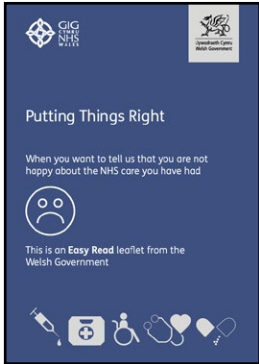 GIG
CYMRU
NHS
WALES
Llywodraeth Cymru
Welsh Government
Putting Things Right
When you want to tell us that you are not
happy about the NHS care you have had
This is an Easy Read leaflet from the
Welsh Government